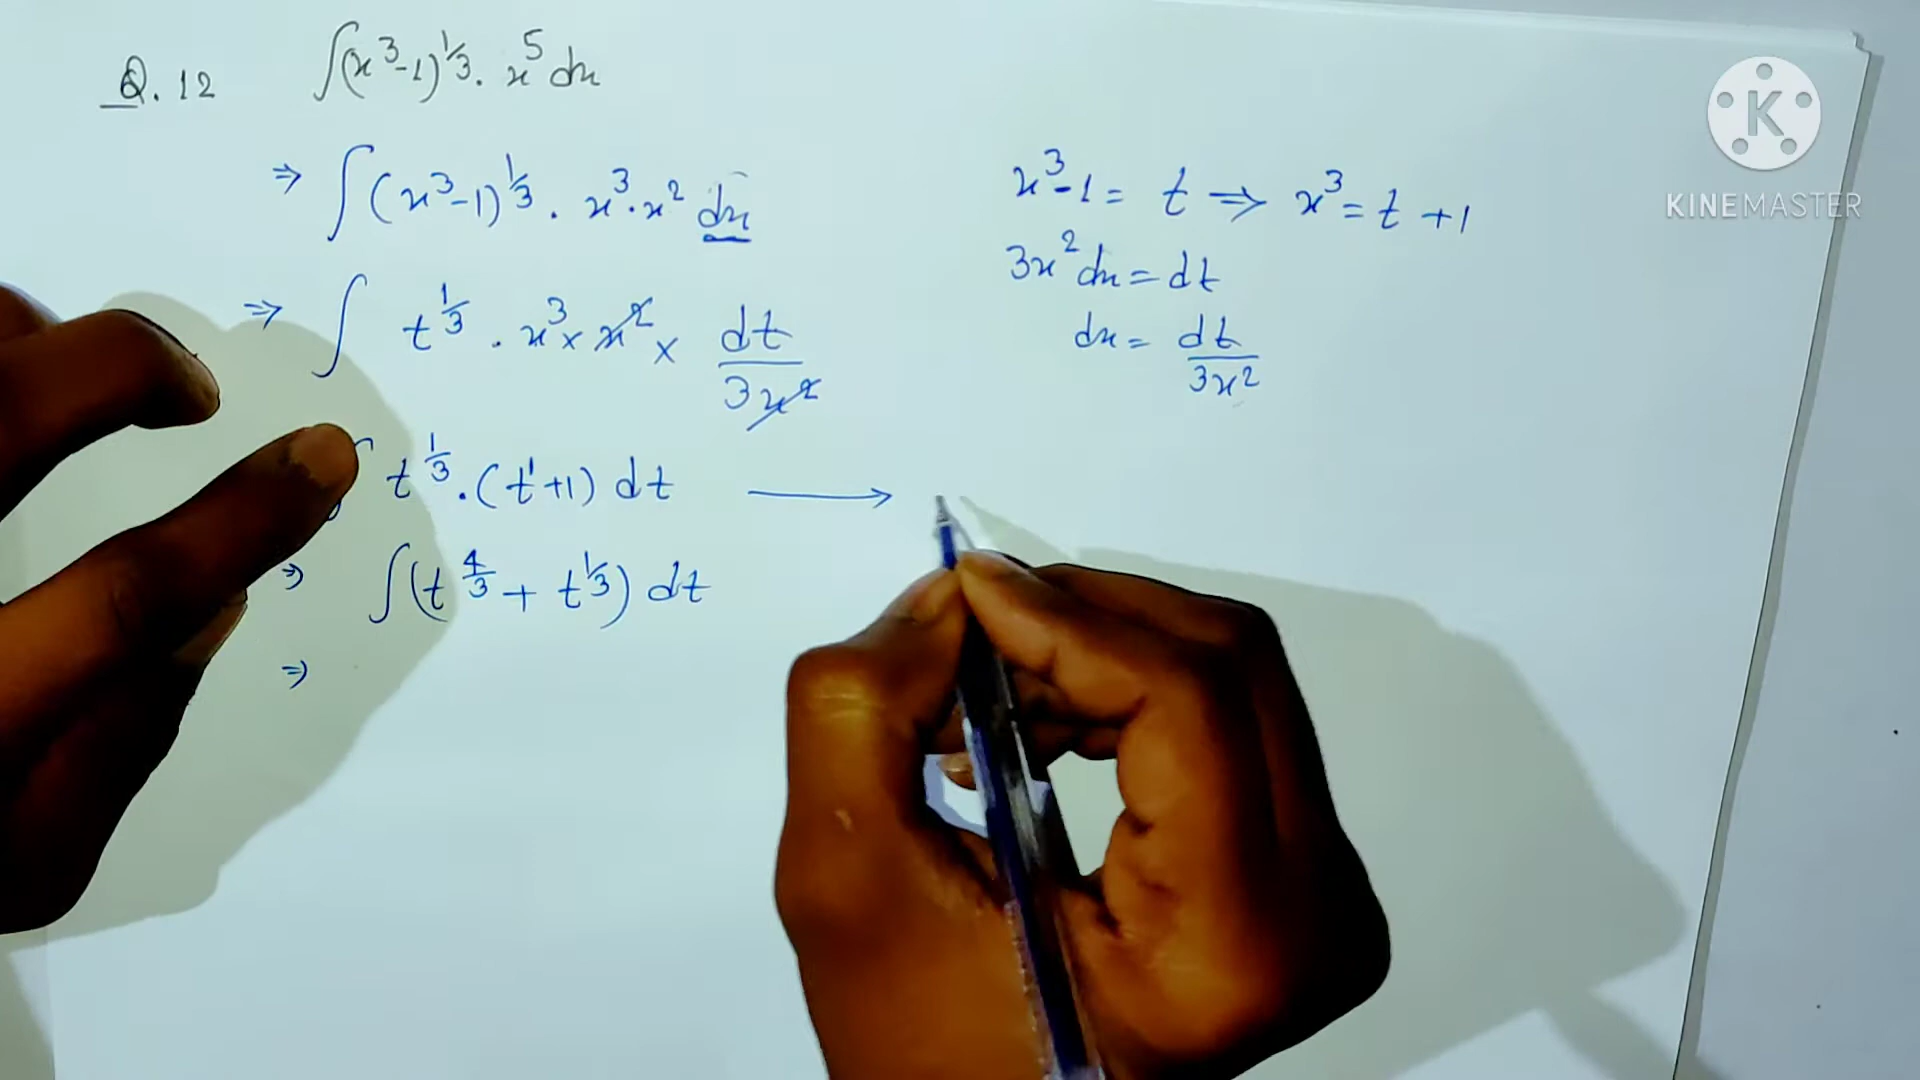 Q. 12 ∫(x³-1)^1/3 . x⁵ dx
⇒ ∫(x³-1)^1/3 . x³.x² dx
⇒ ∫ t^1/3 . x³ × x² × dt/3x²
t^1/3 .(t¹+1) dt ⟶
⇒ ∫(t^4/3 + t^1/3) dt
⇒
x³-1 = t ⇒ x³ = t +1
3x² dx = dt
dx = dt/3x²
K
KINEMASTER